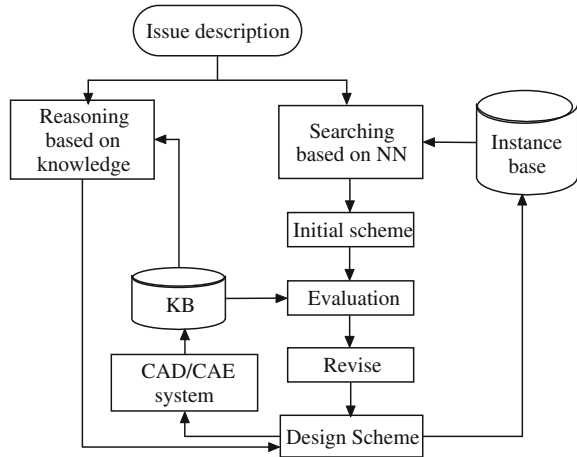 Issue description
Reasoning
based on
knowledge
Searching
based on NN
Instance
base
Initial scheme
KB
Evaluation
CAD/CAE
system
Revise
Design Scheme